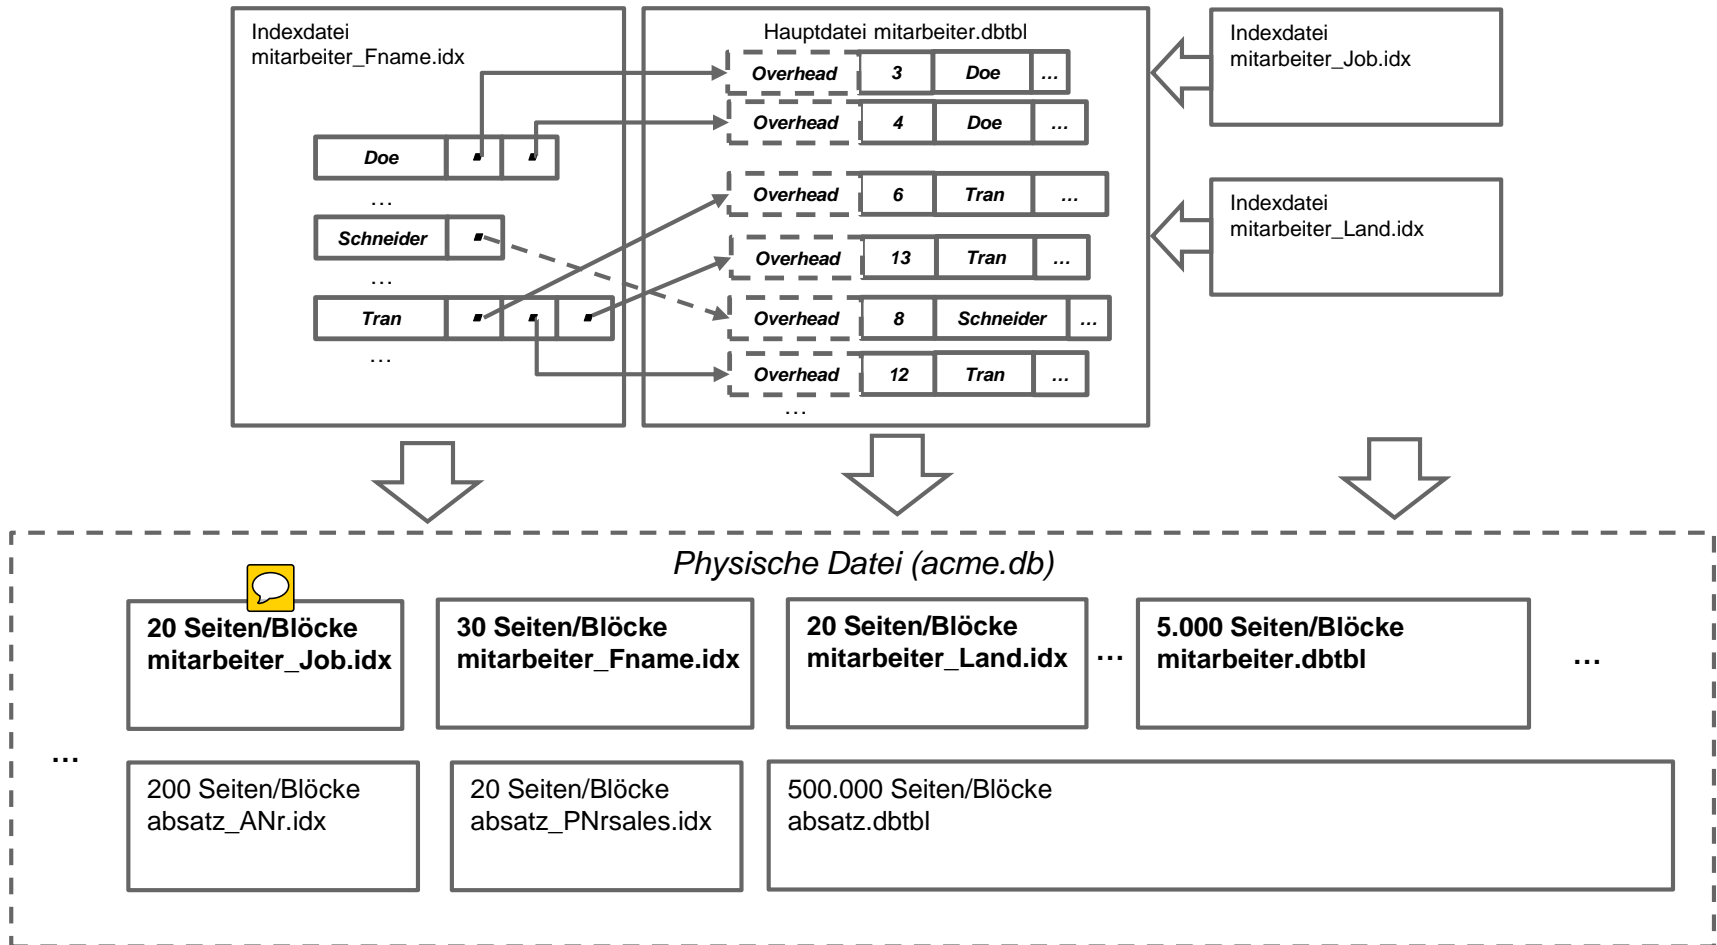 Indexdatei
mitarbeiter_Fname.idx
Doe
…
Schneider
…
Tran
…
Hauptdatei mitarbeiter.dbtbl
Overhead 3 Doe …
Overhead 4 Doe …
Overhead 6 Tran …
Overhead 13 Tran …
Overhead 8 Schneider …
Overhead 12 Tran …
…
Indexdatei
mitarbeiter_Job.idx
Indexdatei
mitarbeiter_Land.idx
Physische Datei (acme.db)
20 Seiten/Blöcke
mitarbeiter_Job.idx
30 Seiten/Blöcke
mitarbeiter_Fname.idx
20 Seiten/Blöcke
mitarbeiter_Land.idx
…
5.000 Seiten/Blöcke
mitarbeiter.dbtbl
…
…
200 Seiten/Blöcke
absatz_ANr.idx
20 Seiten/Blöcke
absatz_PNrsales.idx
500.000 Seiten/Blöcke
absatz.dbtbl